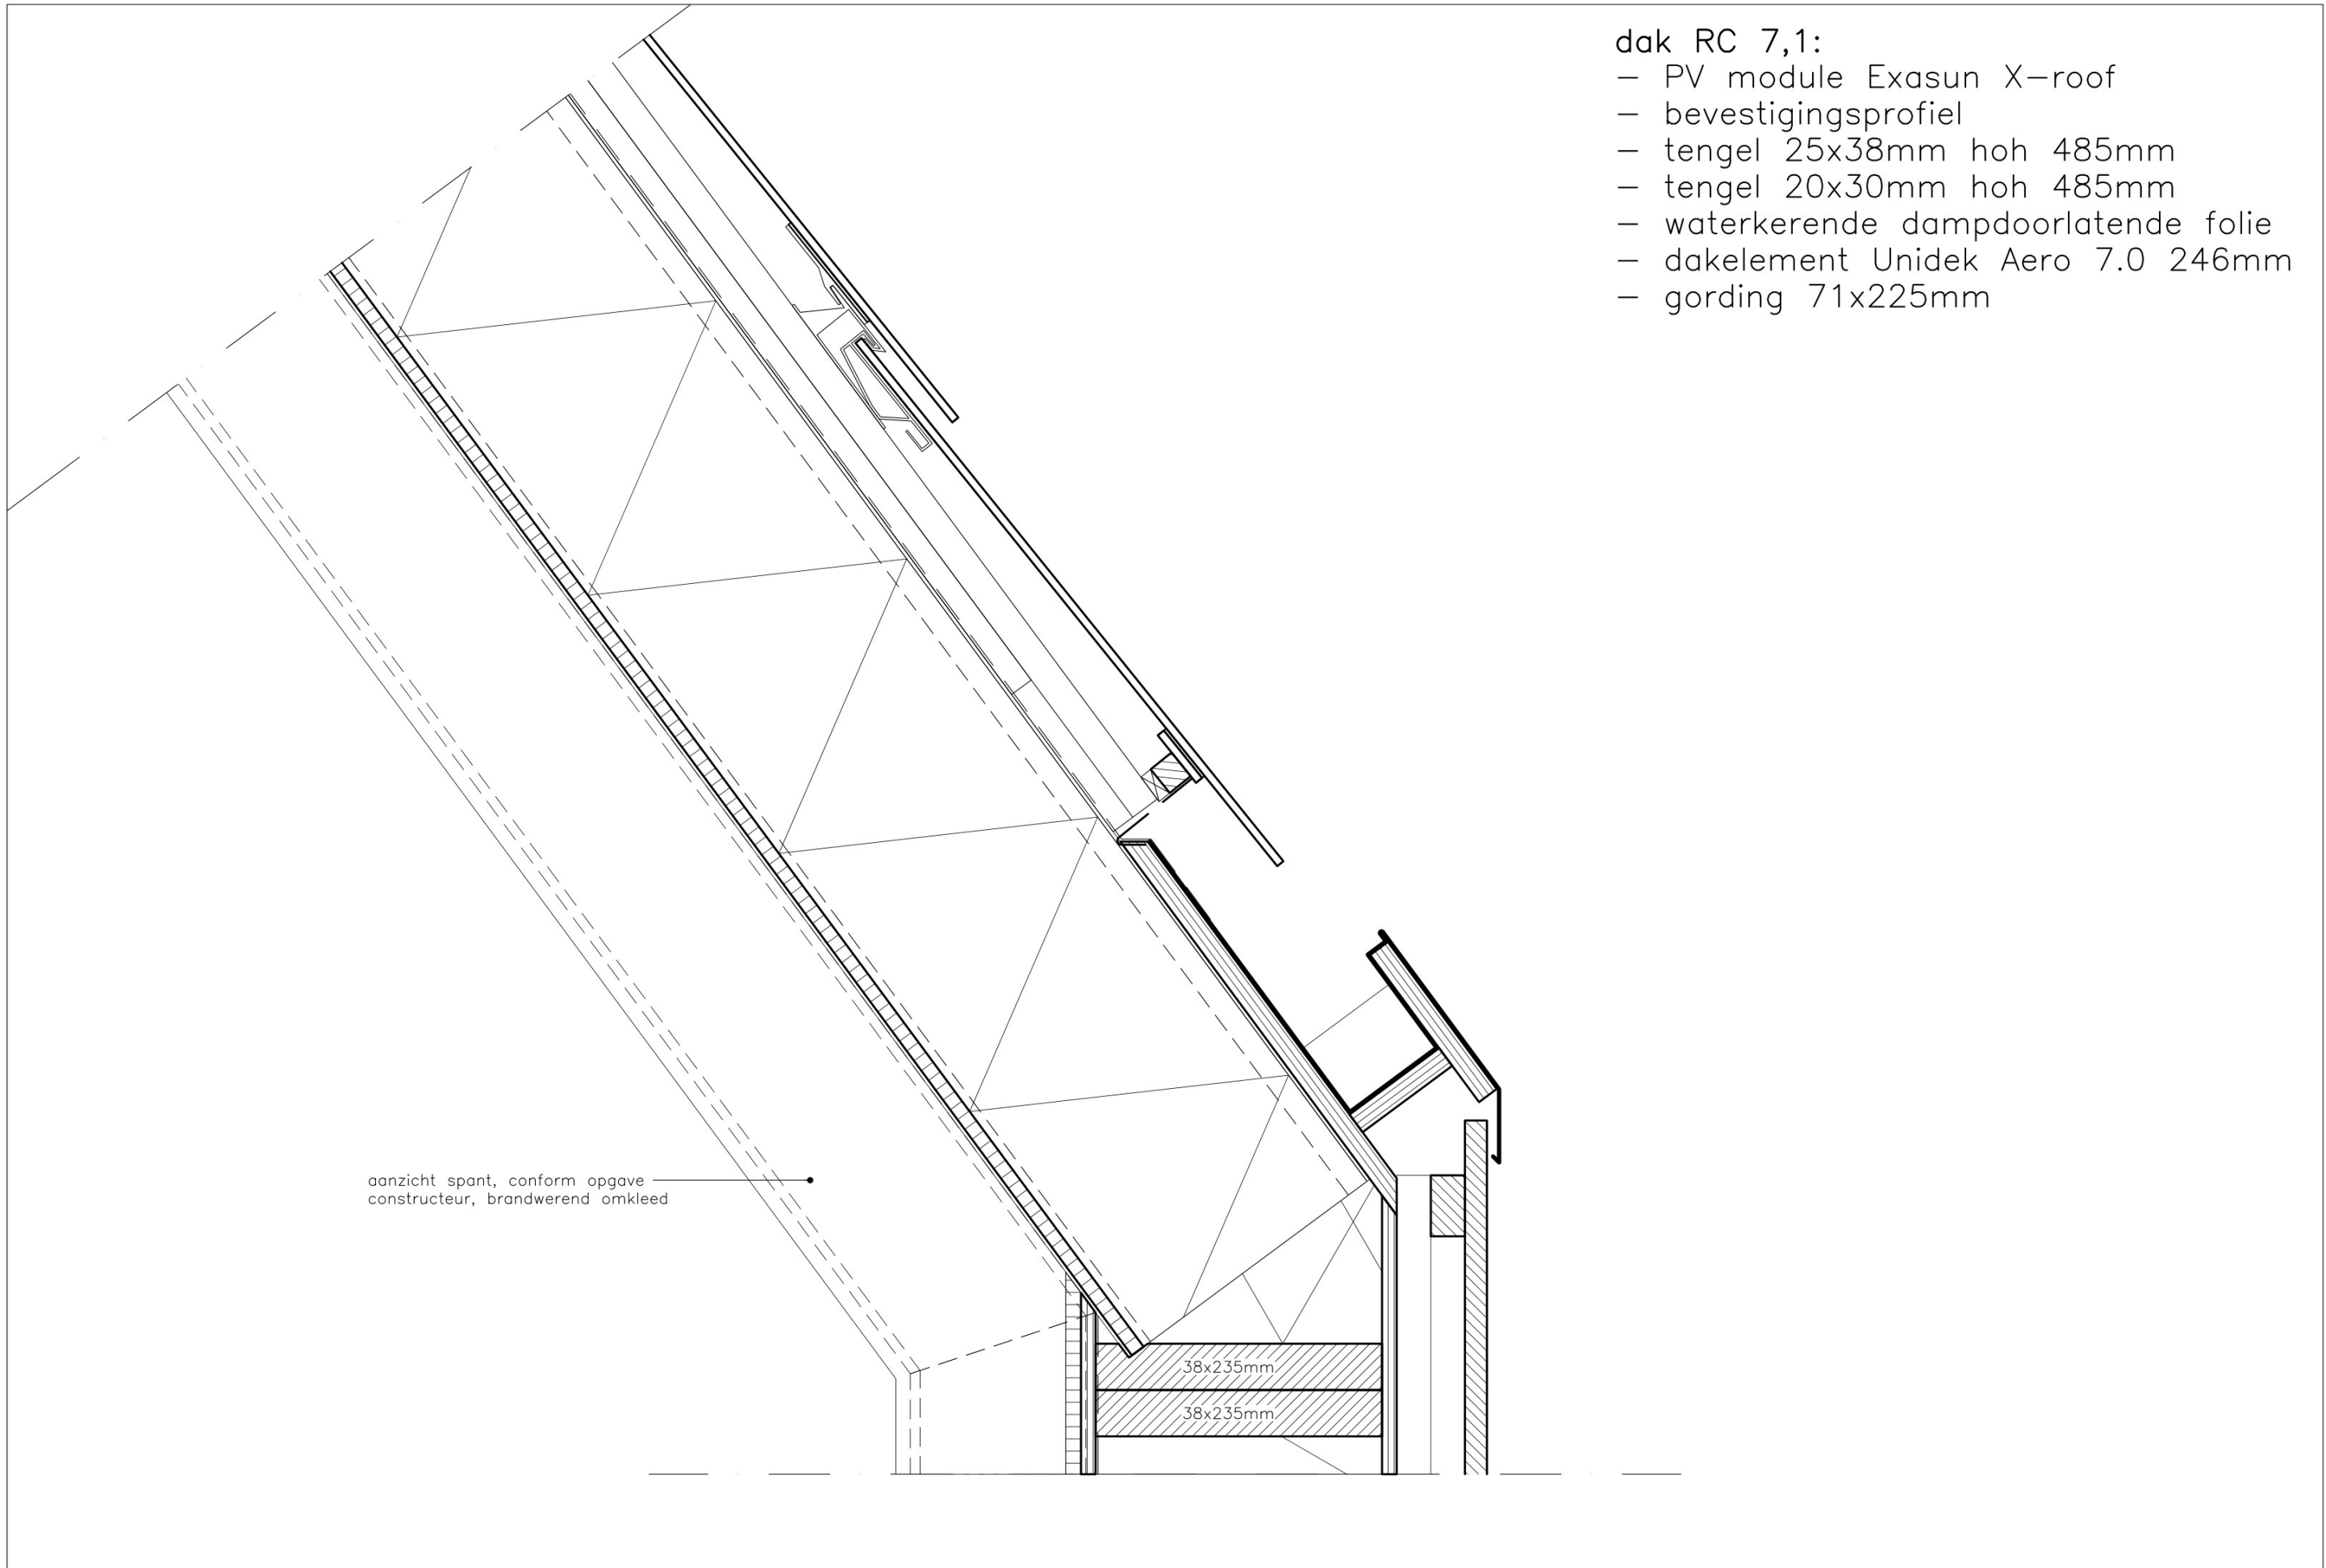 dak RC 7,1:
- PV module Exasun X-roof
- bevestigingsprofiel
- tengel 25x38mm hoh 485mm
- tengel 20x30mm hoh 485mm
- waterkerende dampdoorlatende folie
- dakelement Unidek Aero 7.0 246mm
- gording 71x225mm
aanzicht spant, conform opgave
constructeur, brandwerend omkleed
38x235mm
38x235mm